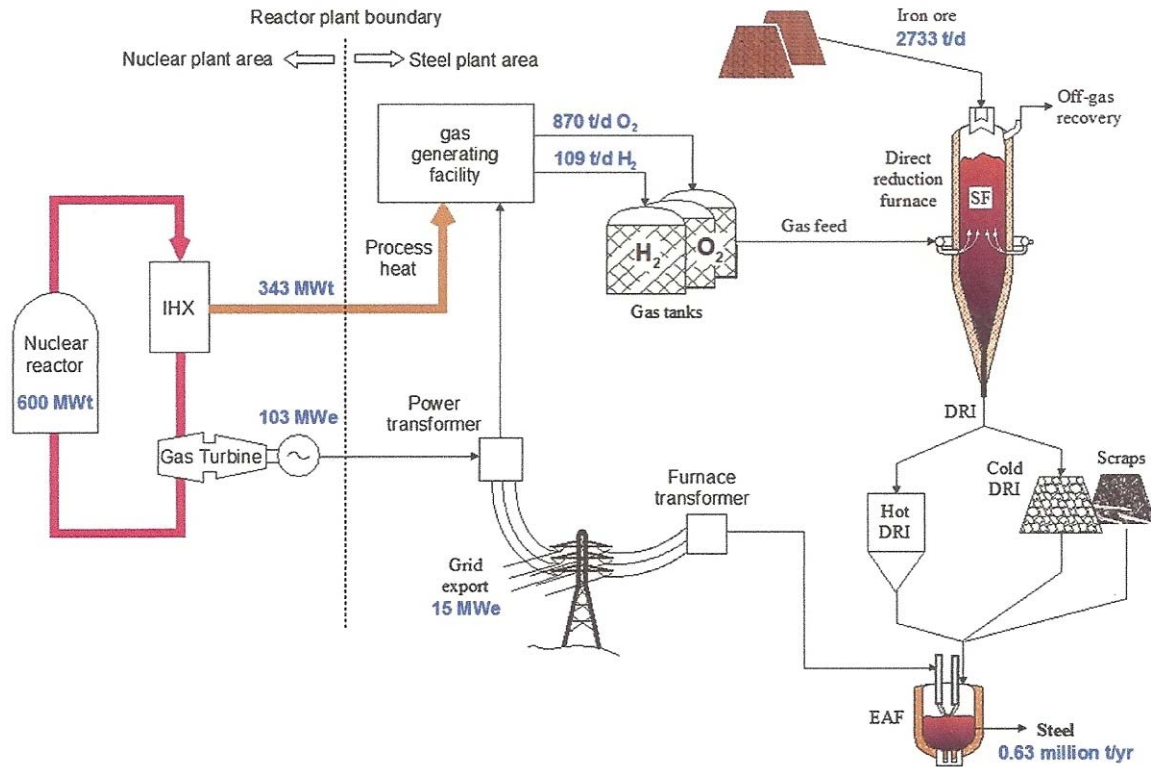 Reactor plant boundary
Nuclear plant area
Steel plant area
Iron ore
2733 t/d
Off-gas
recovery
gas
generating
facility
870 t/d O₂
109 t/d H₂
Direct
reduction
furnace
SF
Process
heat
H₂
O₂
Gas feed
Gas tanks
IHX
343 MWt
Nuclear
reactor
600 MWt
103 MWe
Gas Turbine
Power
transformer
DRI
Furnace
transformer
Hot
DRI
Cold
DRI
Scraps
Grid
export
15 MWe
EAF
Steel
0.63 million t/yr